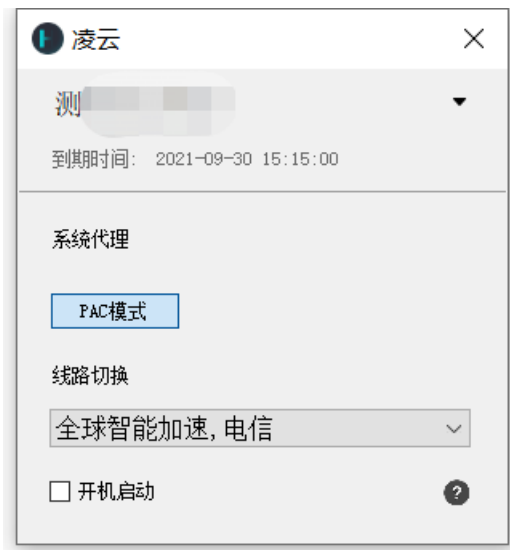 凌云
测
到期时间: 2021-09-30 15:15:00
系统代理
PAC模式
线路切换
全球智能加速,电信
开机启动
?